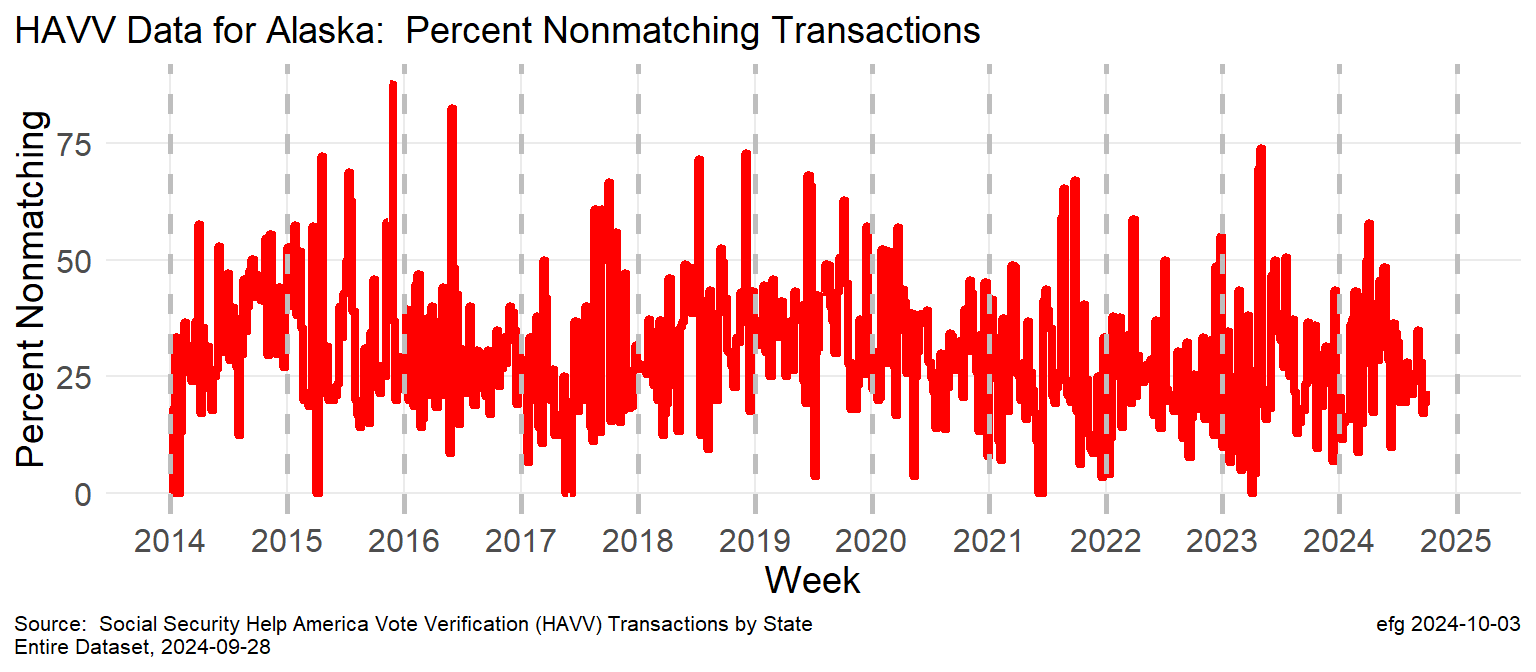 HAVV Data for Alaska:  Percent Nonmatching Transactions
Percent Nonmatching
75
50
25
0
2014 2015 2016 2017 2018 2019 2020 2021 2022 2023 2024 2025
Week
Source:  Social Security Help America Vote Verification (HAVV) Transactions by State
efg 2024-10-03
Entire Dataset, 2024-09-28